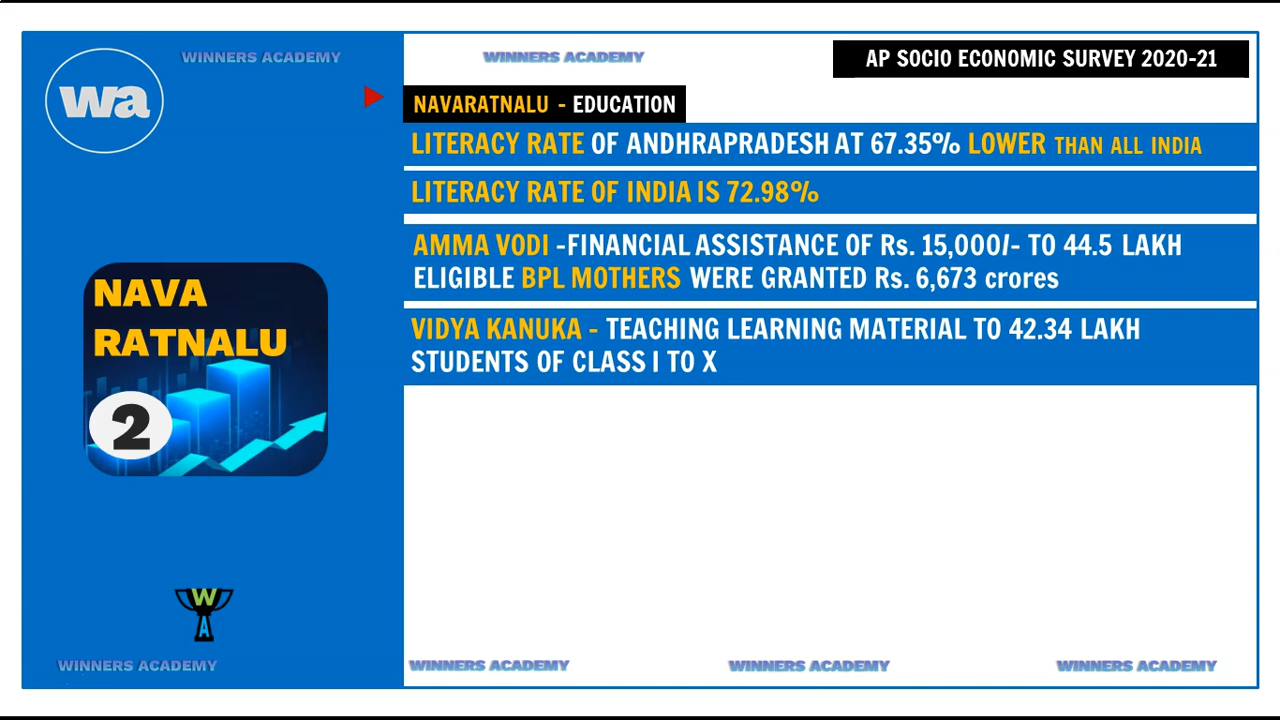 WINNERS ACADEMY
WINNERS ACADEMY
AP SOCIO ECONOMIC SURVEY 2020-21
wa
NAVARATNALU - EDUCATION
LITERACY RATE OF ANDHRAPRADESH AT 67.35% LOWER THAN ALL INDIA
LITERACY RATE OF INDIA IS 72.98%
AMMA VODI -FINANCIAL ASSISTANCE OF Rs. 15,000/- TO 44.5 LAKH
ELIGIBLE BPL MOTHERS WERE GRANTED Rs. 6,673 crores
VIDYA KANUKA - TEACHING LEARNING MATERIAL TO 42.34 LAKH
STUDENTS OF CLASS I TO X
NAVA
RATNALU
2
W
A
WINNERS ACADEMY
WINNERS ACADEMY
WINNERS ACADEMY
WINNERS ACADEMY